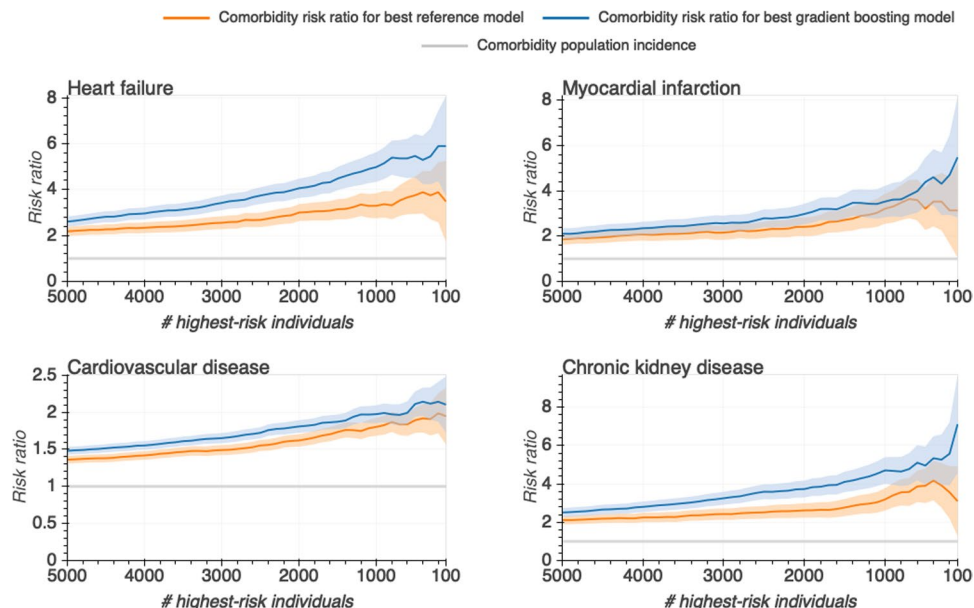 Comorbidity risk ratio for best reference model
Comorbidity risk ratio for best gradient boosting model
Comorbidity population incidence
Heart failure
8
6
4
2
0
Risk ratio
5000 4000 3000 2000 1000 100
# highest-risk individuals
Myocardial infarction
8
6
4
2
0
Risk ratio
5000 4000 3000 2000 1000 100
# highest-risk individuals
Cardiovascular disease
2.5
2
1.5
1
0.5
0
Risk ratio
5000 4000 3000 2000 1000 100
# highest-risk individuals
Chronic kidney disease
8
6
4
2
0
Risk ratio
5000 4000 3000 2000 1000 100
# highest-risk individuals